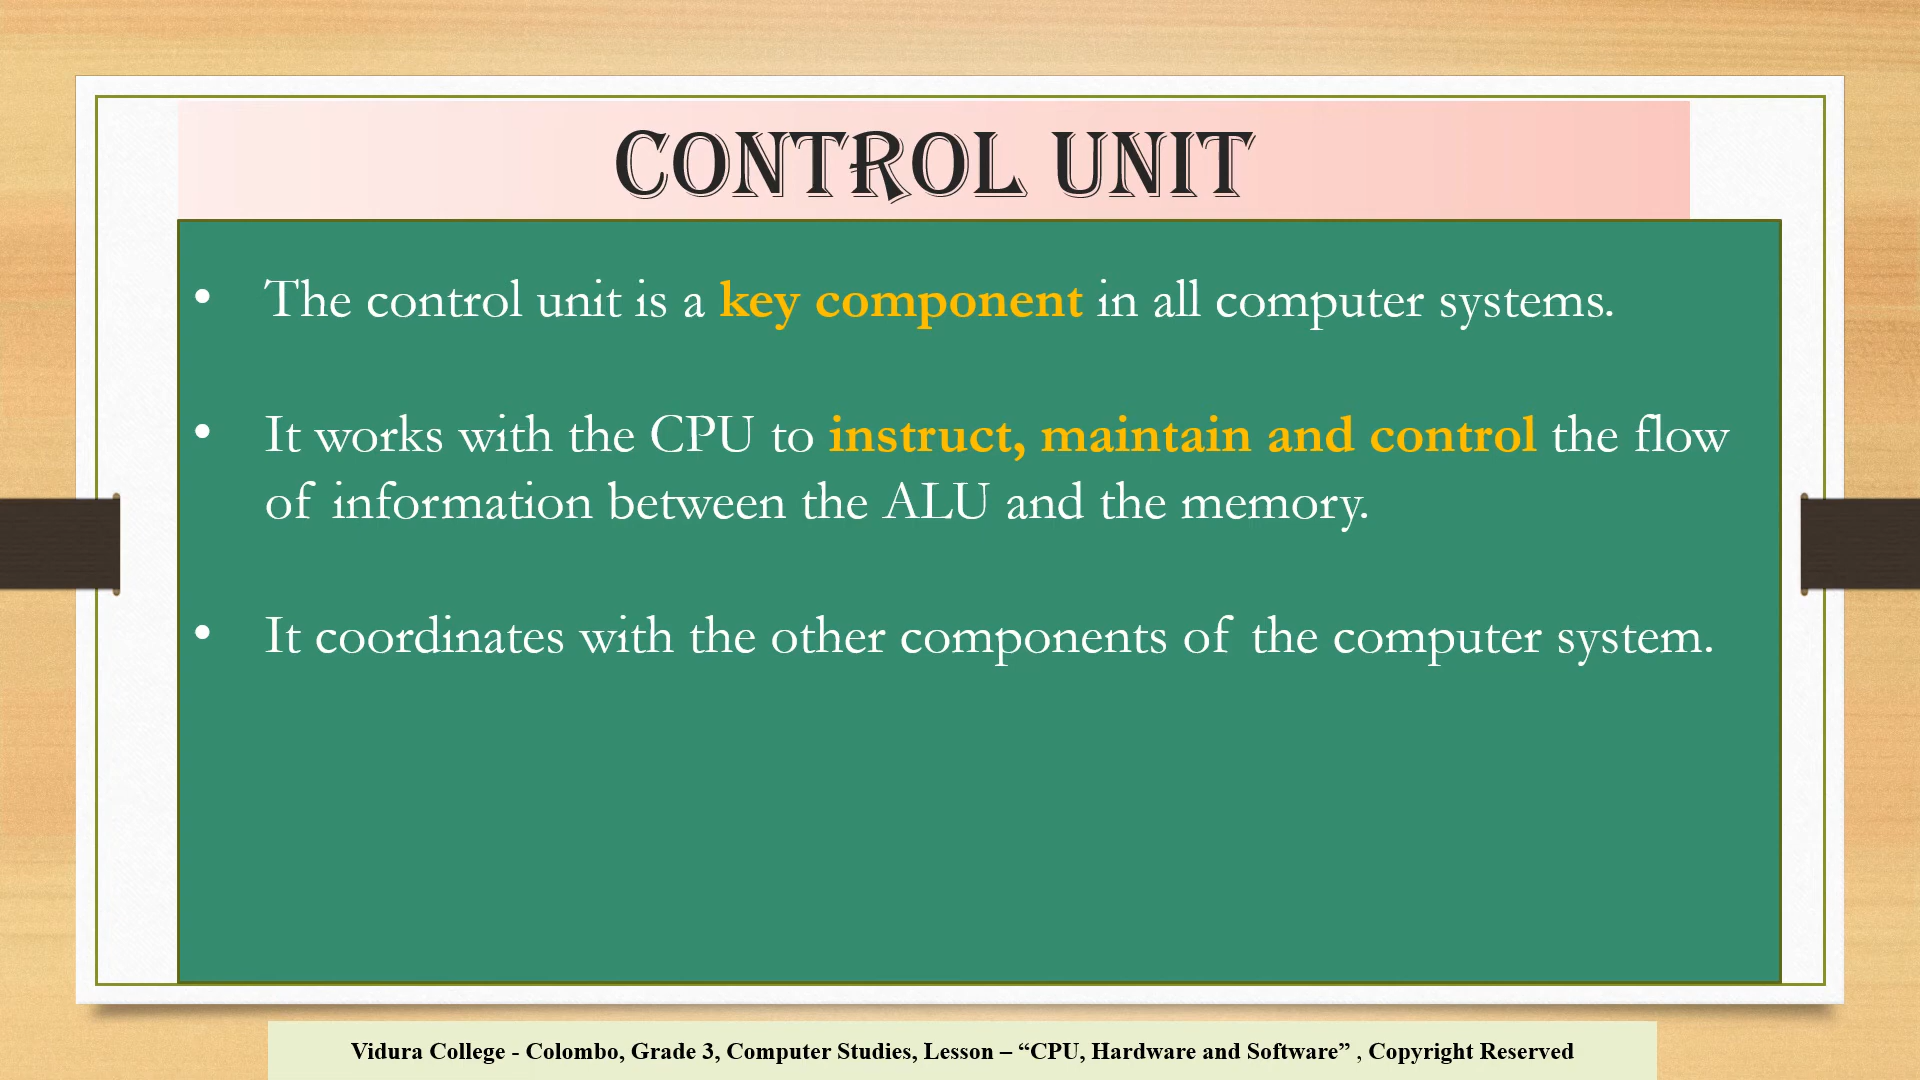 CONTROL UNIT
• The control unit is a key component in all computer systems.
• It works with the CPU to instruct, maintain and control the flow
of information between the ALU and the memory.
• It coordinates with the other components of the computer system.
Vidura College - Colombo, Grade 3, Computer Studies, Lesson – “CPU, Hardware and Software” , Copyright Reserved